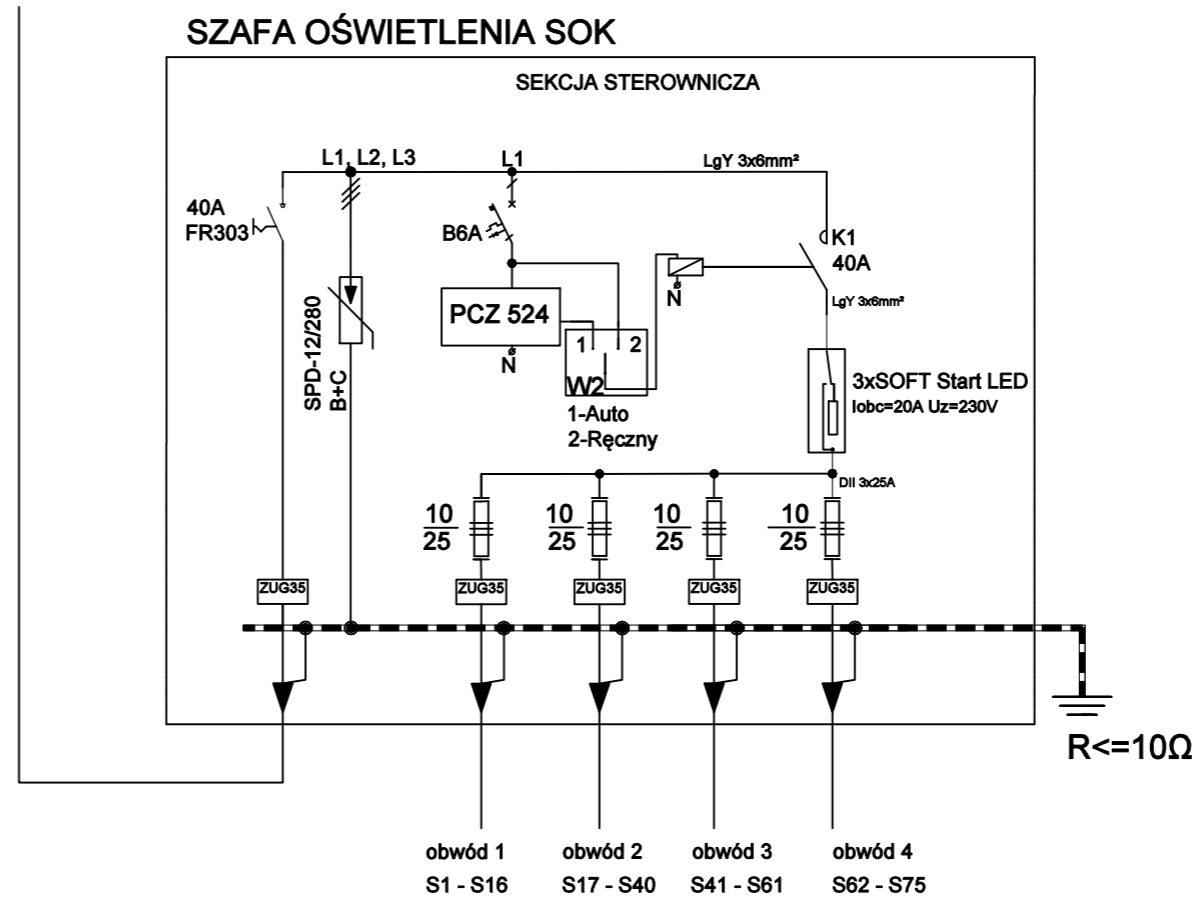 SZAFA OŚWIETLENIA SOK
SEKCJA STEROWNICZA
L1, L2, L3
L1
LgY 3x6mm²
40A
FR303
B6A
K1
40A
N
LgY 3x6mm²
SPD-12/280
B+C
PCZ 524
N
1 2
W2
1-Auto
2-Ręczny
3xSOFT Start LED
Iobc=20A Uz=230V
DII 3x25A
10
25
10
25
10
25
10
25
ZUG35
ZUG35
ZUG35
ZUG35
ZUG35
R<=10Ω
obwód 1
S1 - S16
obwód 2
S17 - S40
obwód 3
S41 - S61
obwód 4
S62 - S75